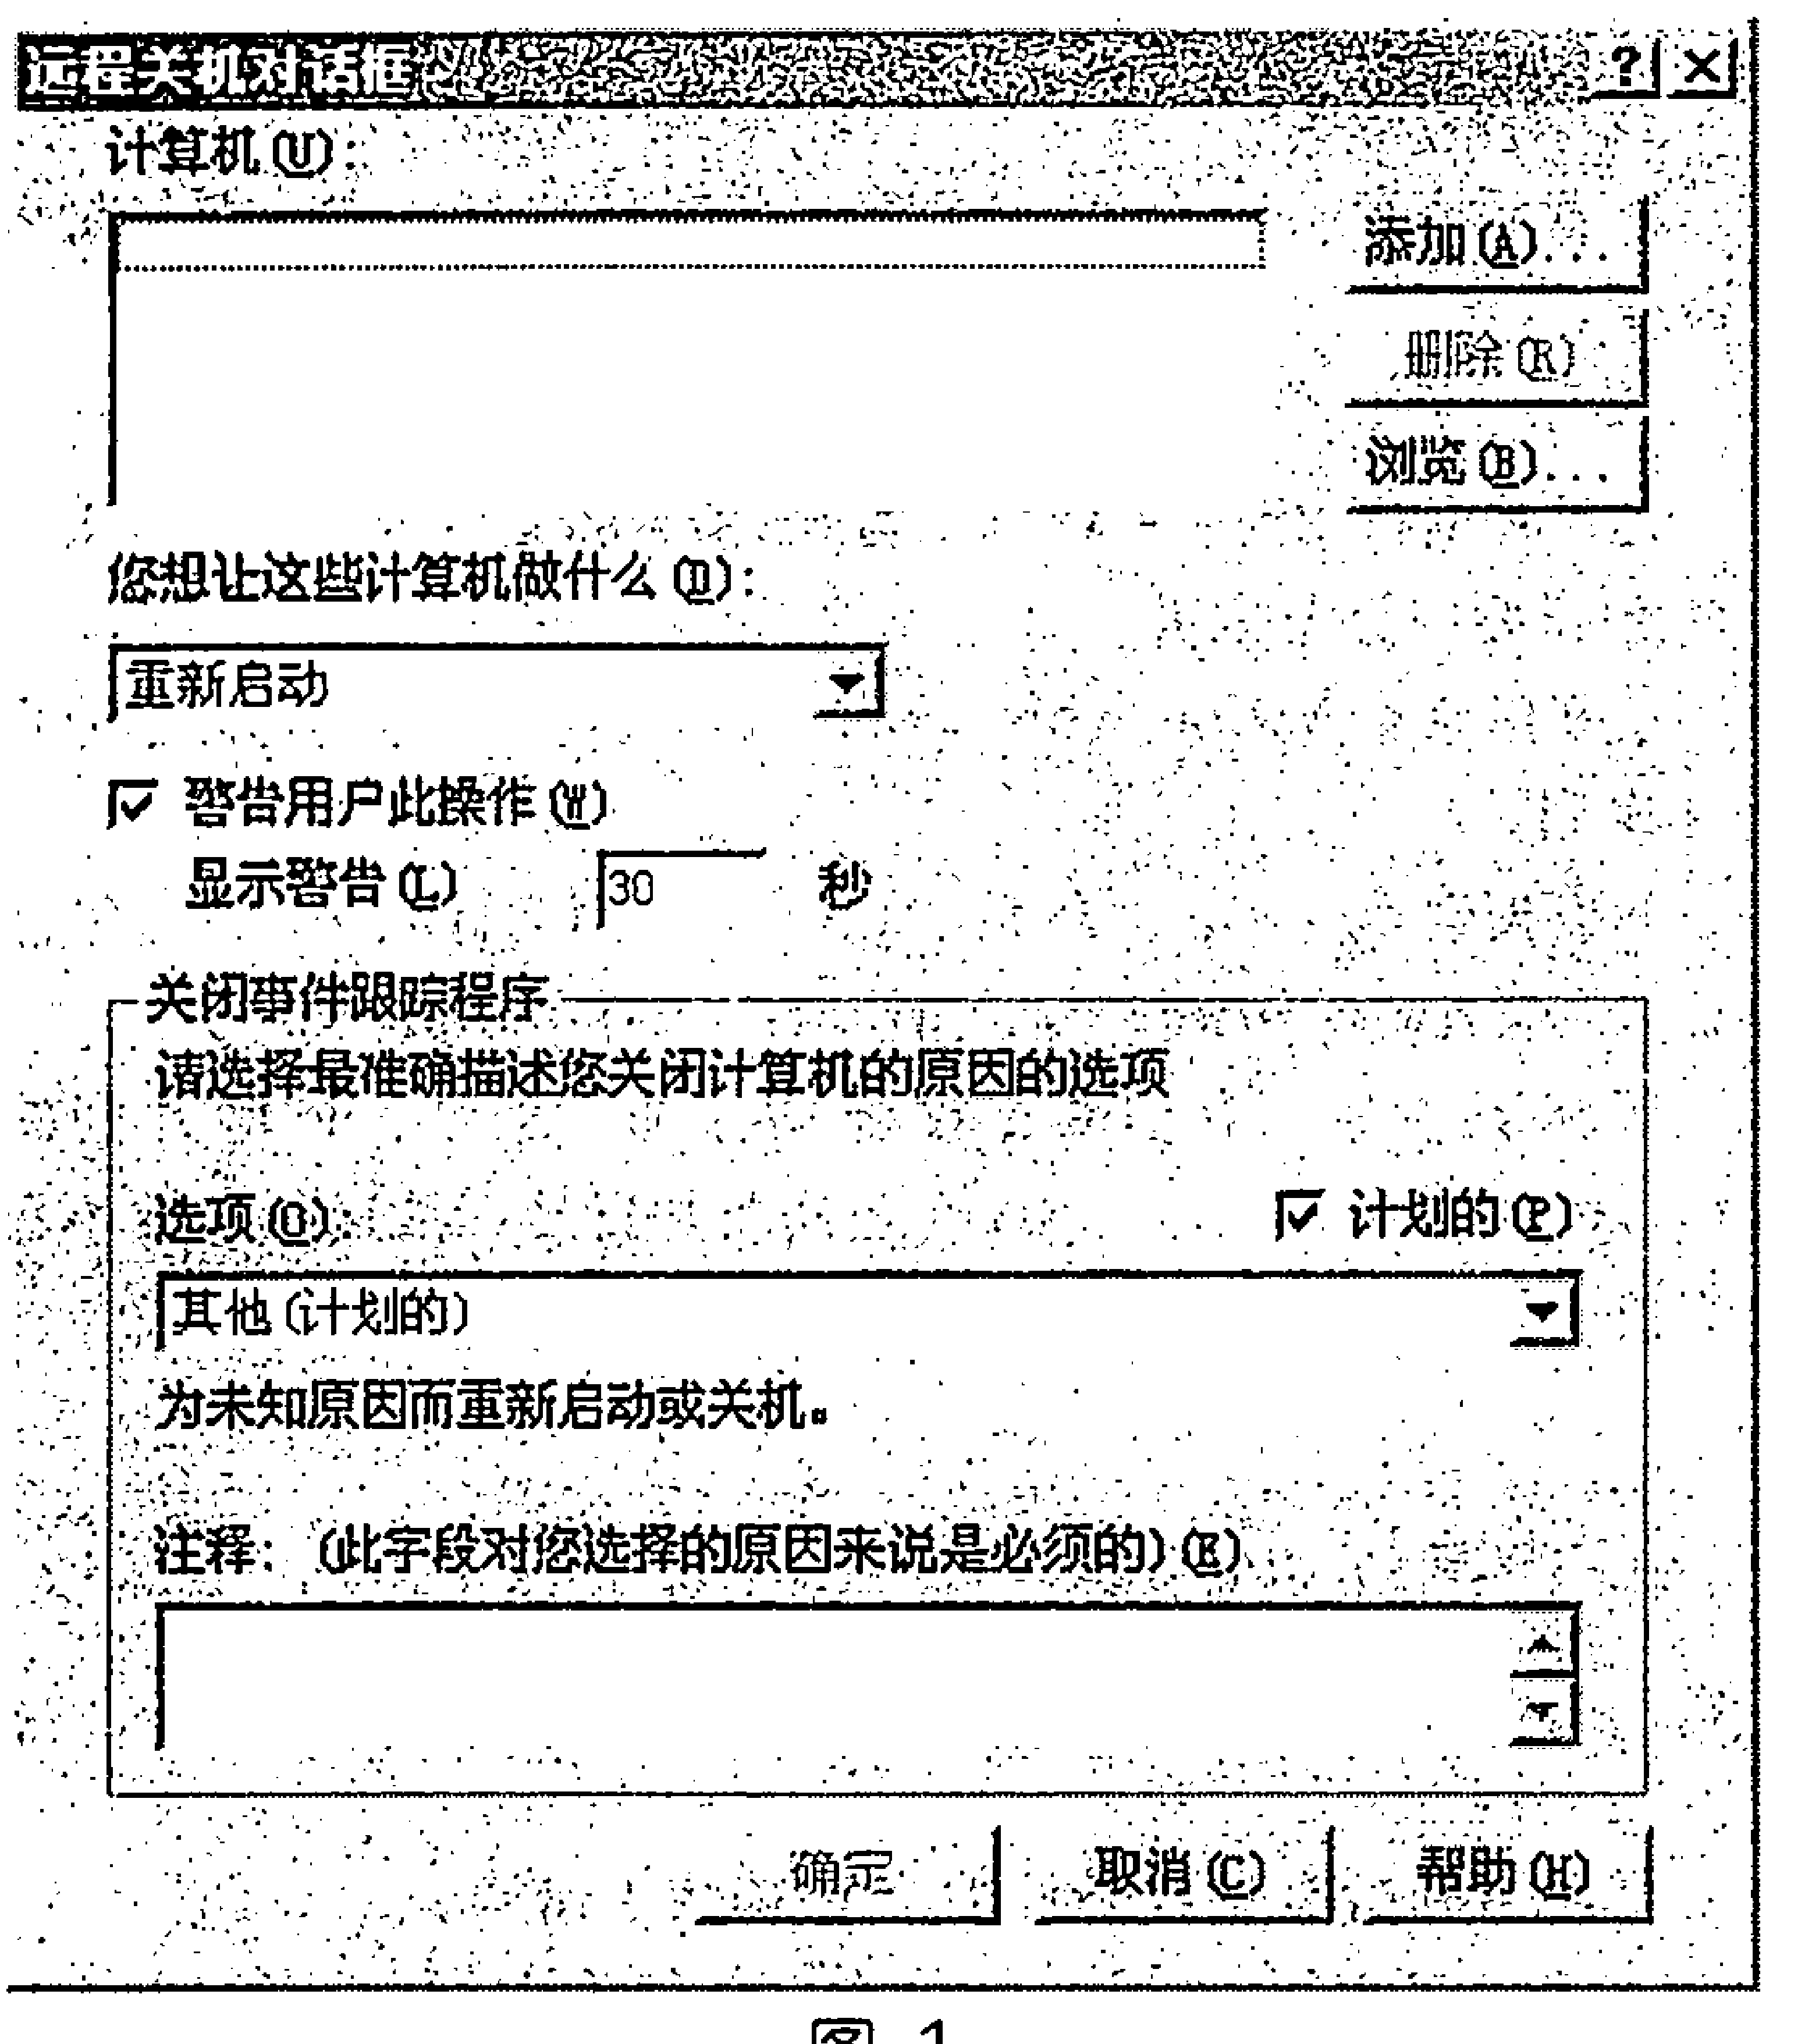 远程关机对话框
计算机(U):
添加(A)...
删除(R)
浏览(B)...
您想让这些计算机做什么(D):
重新启动
警告用户此操作(W)
显示警告(L) 30 秒
关闭事件跟踪程序
请选择最准确描述您关闭计算机的原因的选项
选项(O): 计划的(P)
其他(计划的)
为未知原因而重新启动或关机。
注释: (此字段对您选择的原因来说是必须的)(E)
确定 取消(C) 帮助(H)
图 1